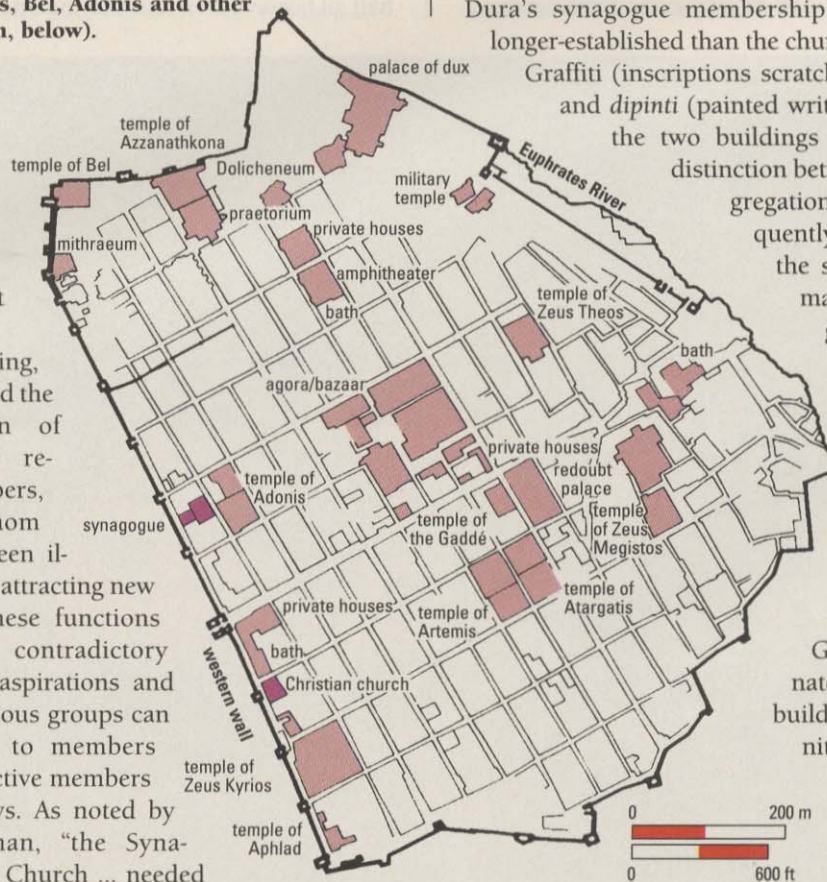 s, Bel, Adonis and other
n, below).
Dura's synagogue membership
longer-established than the chur
Graffiti (inscriptions scratch
and dipinti (painted writ
the two buildings
distinction bet
gregation
quently
the s
ma
palace of dux
temple of
Azzanathkona
temple of Bel
Dolicheneum
military
temple
Euphrates River
praetorium
private houses
mithraeum
amphitheater
bath
temple of
Zeus Theos
bath
agora/bazaar
private houses
redoubt
palace
temple of
Adonis
synagogue
temple of
the Gaddé
temple
of Zeus
Megistos
temple of
Atargatis
private houses
temple of
Artemis
bath
western wall
Christian church
temple of
Zeus Kyrios
temple of
Aphlad
t
ing,
d the
n of
re-
bers,
hom
een il-
attracting new
hese functions
contradictory
aspirations and
ious groups can
to members
ctive members
ys. As noted by
man, “the Syna-
Church ... needed
G
nate
build
nit
0 200 m
0 600 ft